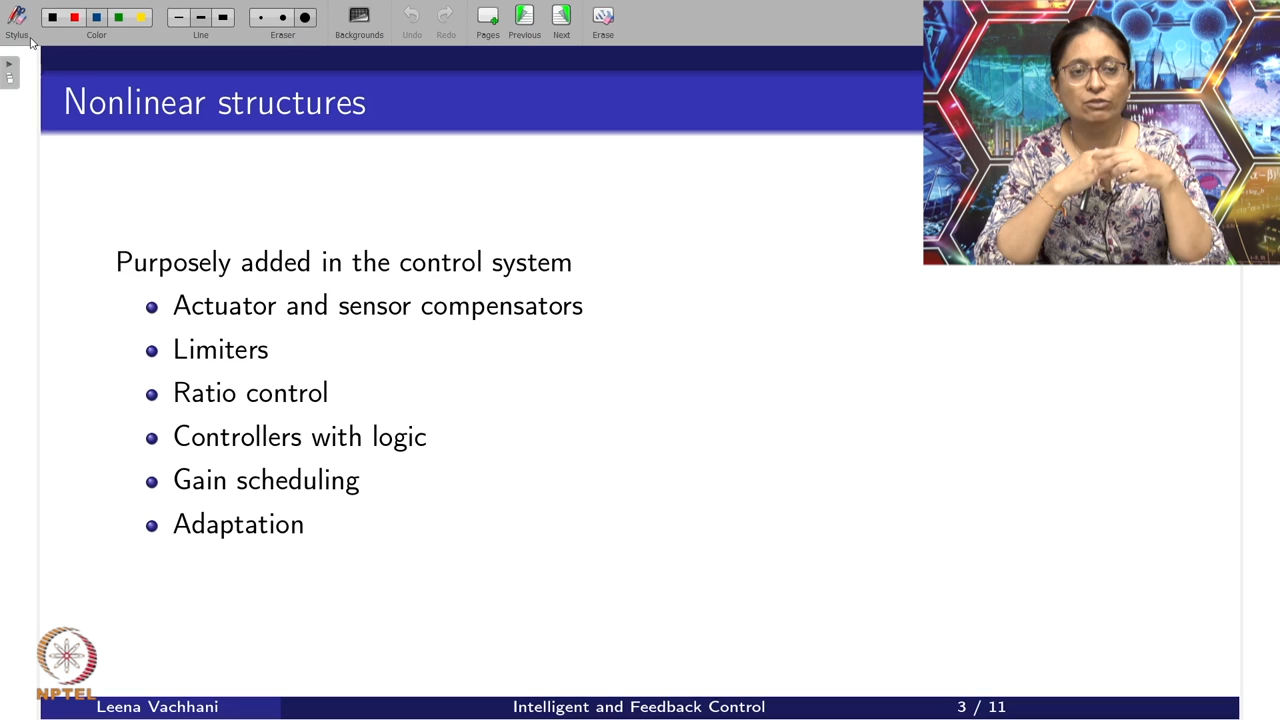 Stylus
Color
Line
Eraser
Backgrounds
Undo
Redo
Pages
Previous
Next
Erase
Nonlinear structures
Purposely added in the control system
Actuator and sensor compensators
Limiters
Ratio control
Controllers with logic
Gain scheduling
Adaptation
NPTEL
Leena Vachhani
Intelligent and Feedback Control
3 / 11